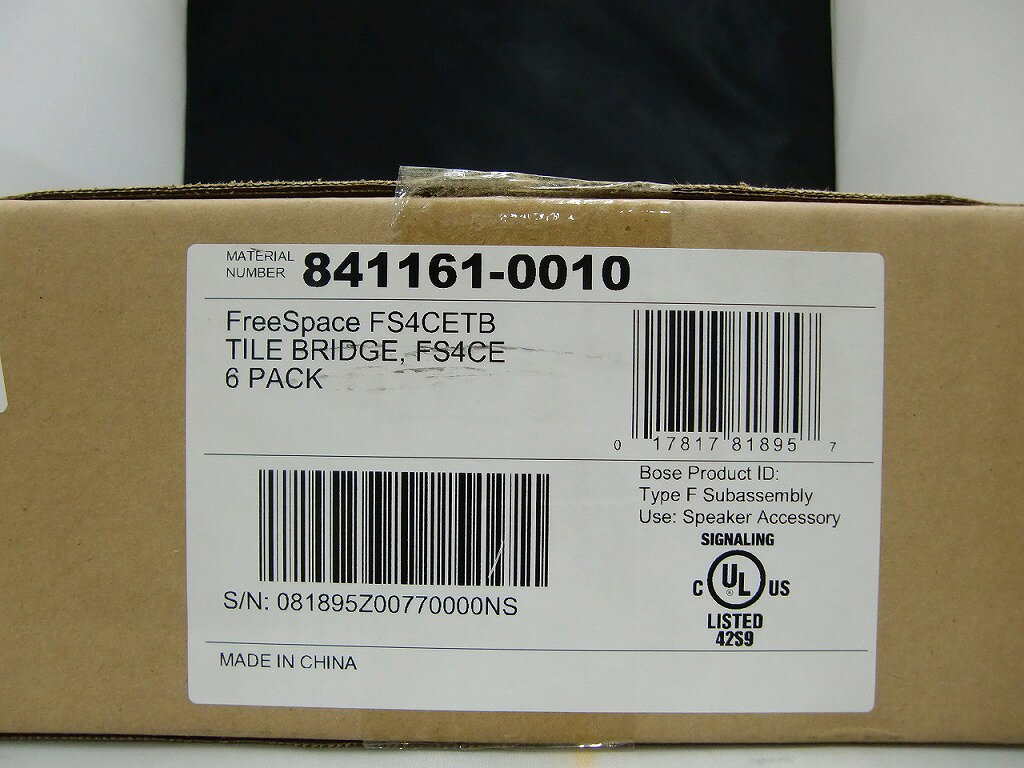 MATERIAL
NUMBER
841161-0010
FreeSpace FS4CETB
TILE BRIDGE, FS4CE
6 PACK
0 17817 81895 7
Bose Product ID:
Type F Subassembly
Use: Speaker Accessory
SIGNALING
C UL ® US
LISTED
42S9
S/N: 081895Z00770000NS
MADE IN CHINA